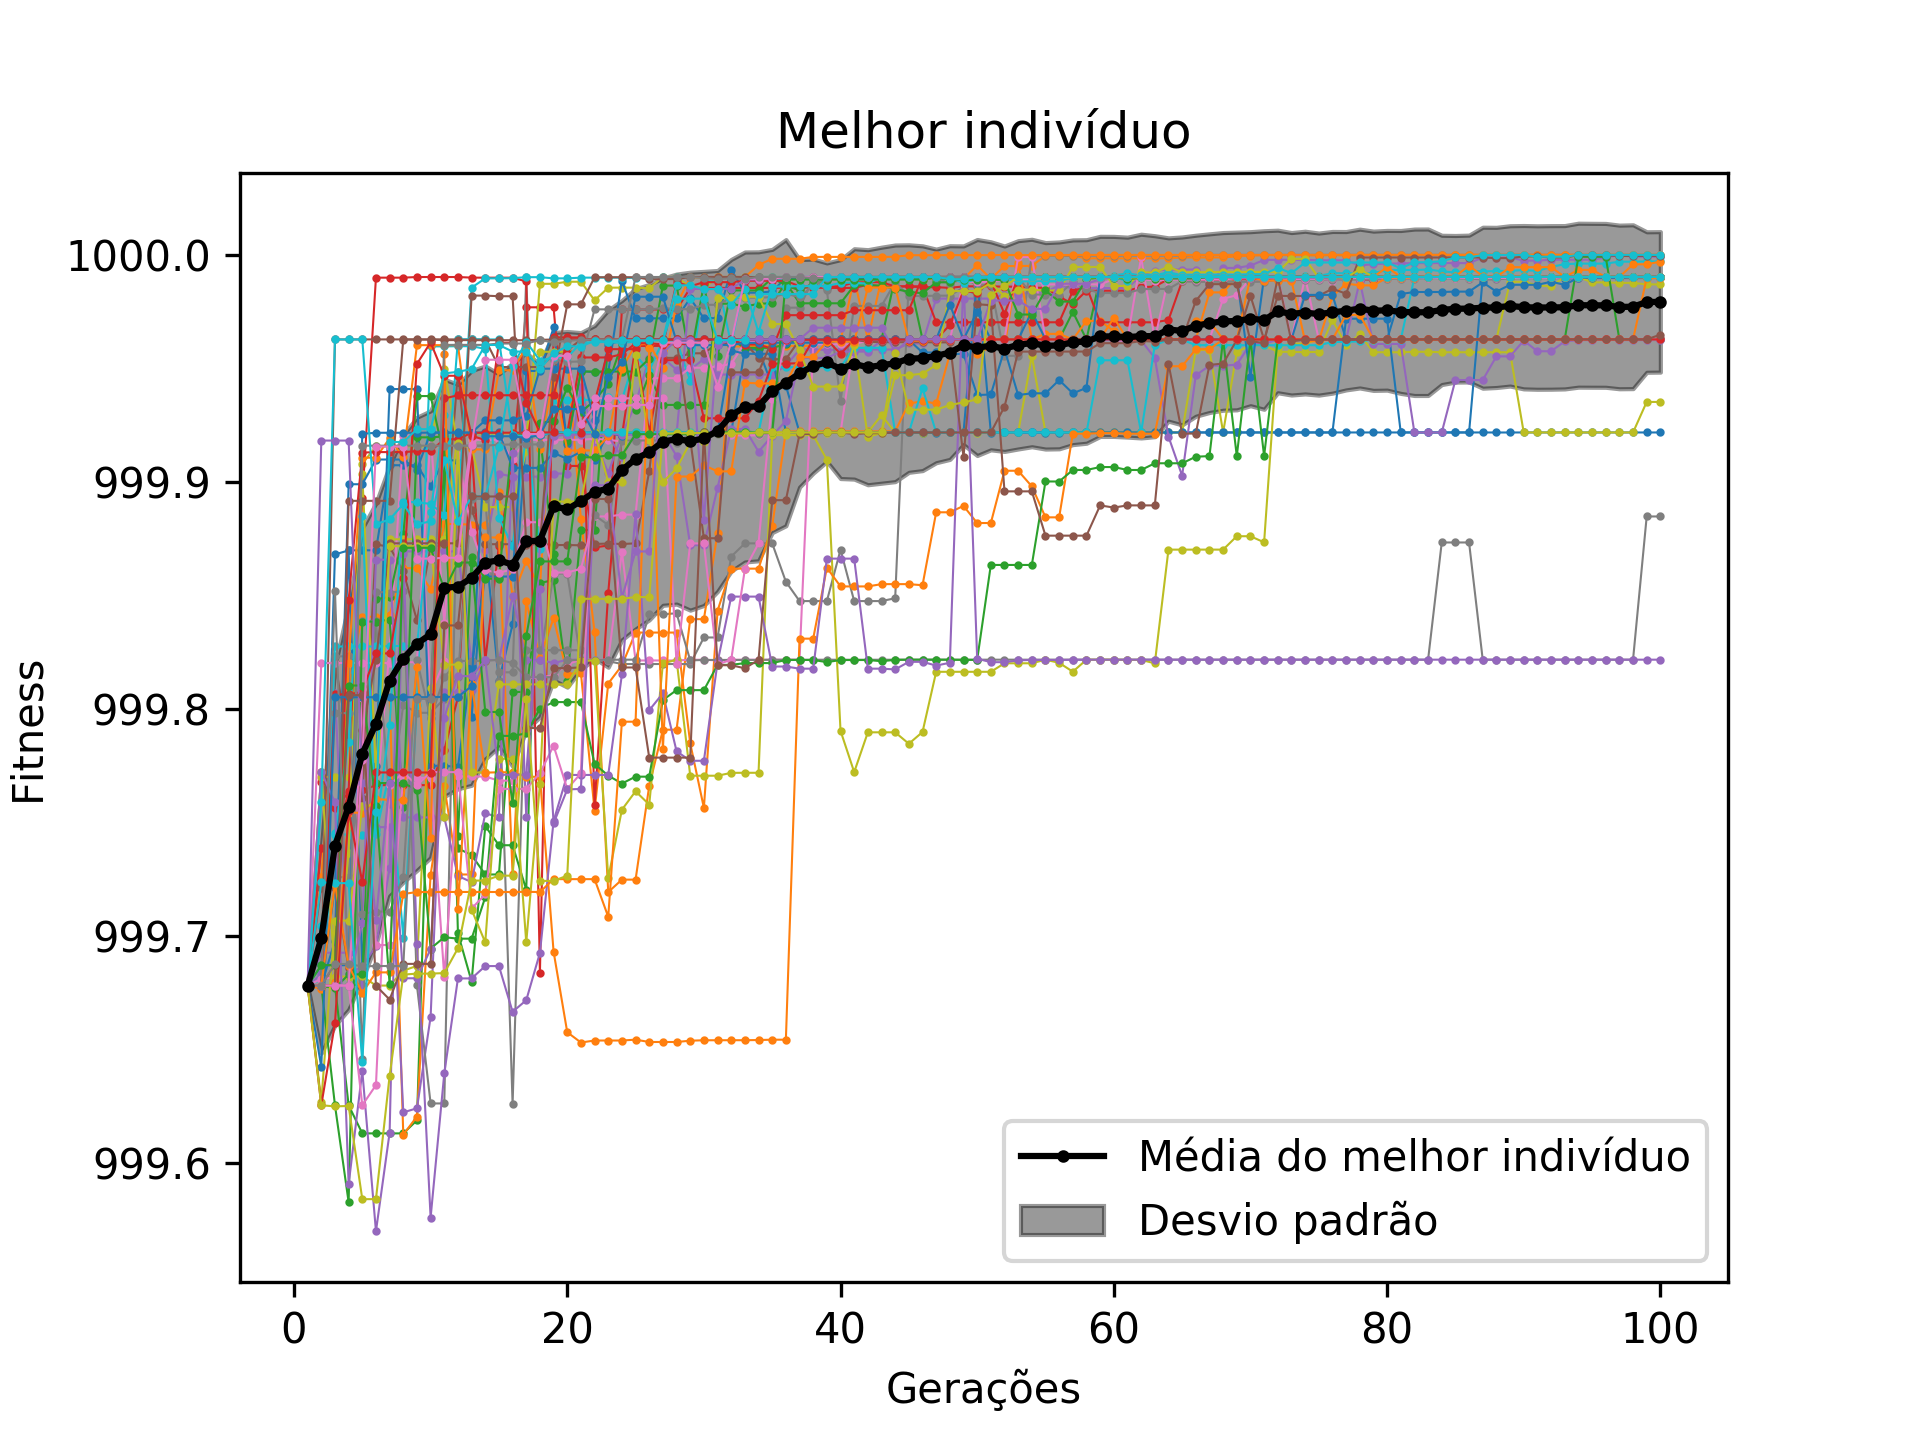 Melhor indivíduo
Fitness
1000.0
999.9
999.8
999.7
999.6
0
20
40
60
80
100
Gerações
Média do melhor indivíduo
Desvio padrão